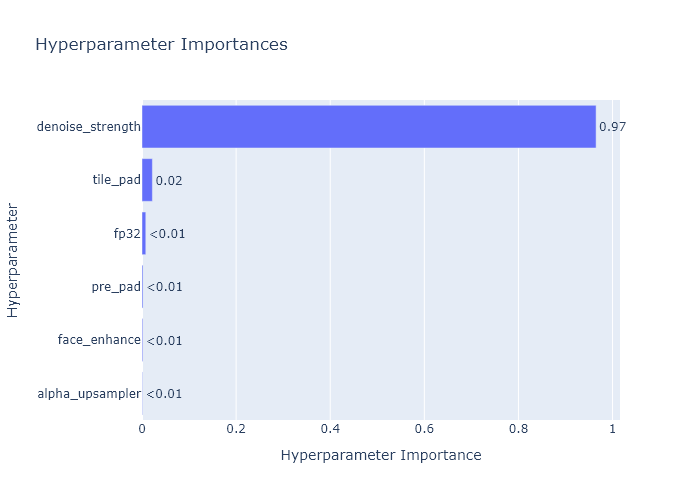 Hyperparameter Importances
Hyperparameter
denoise_strength 0.97
tile_pad 0.02
fp32 <0.01
pre_pad <0.01
face_enhance <0.01
alpha_upsampler <0.01
0 0.2 0.4 0.6 0.8 1
Hyperparameter Importance